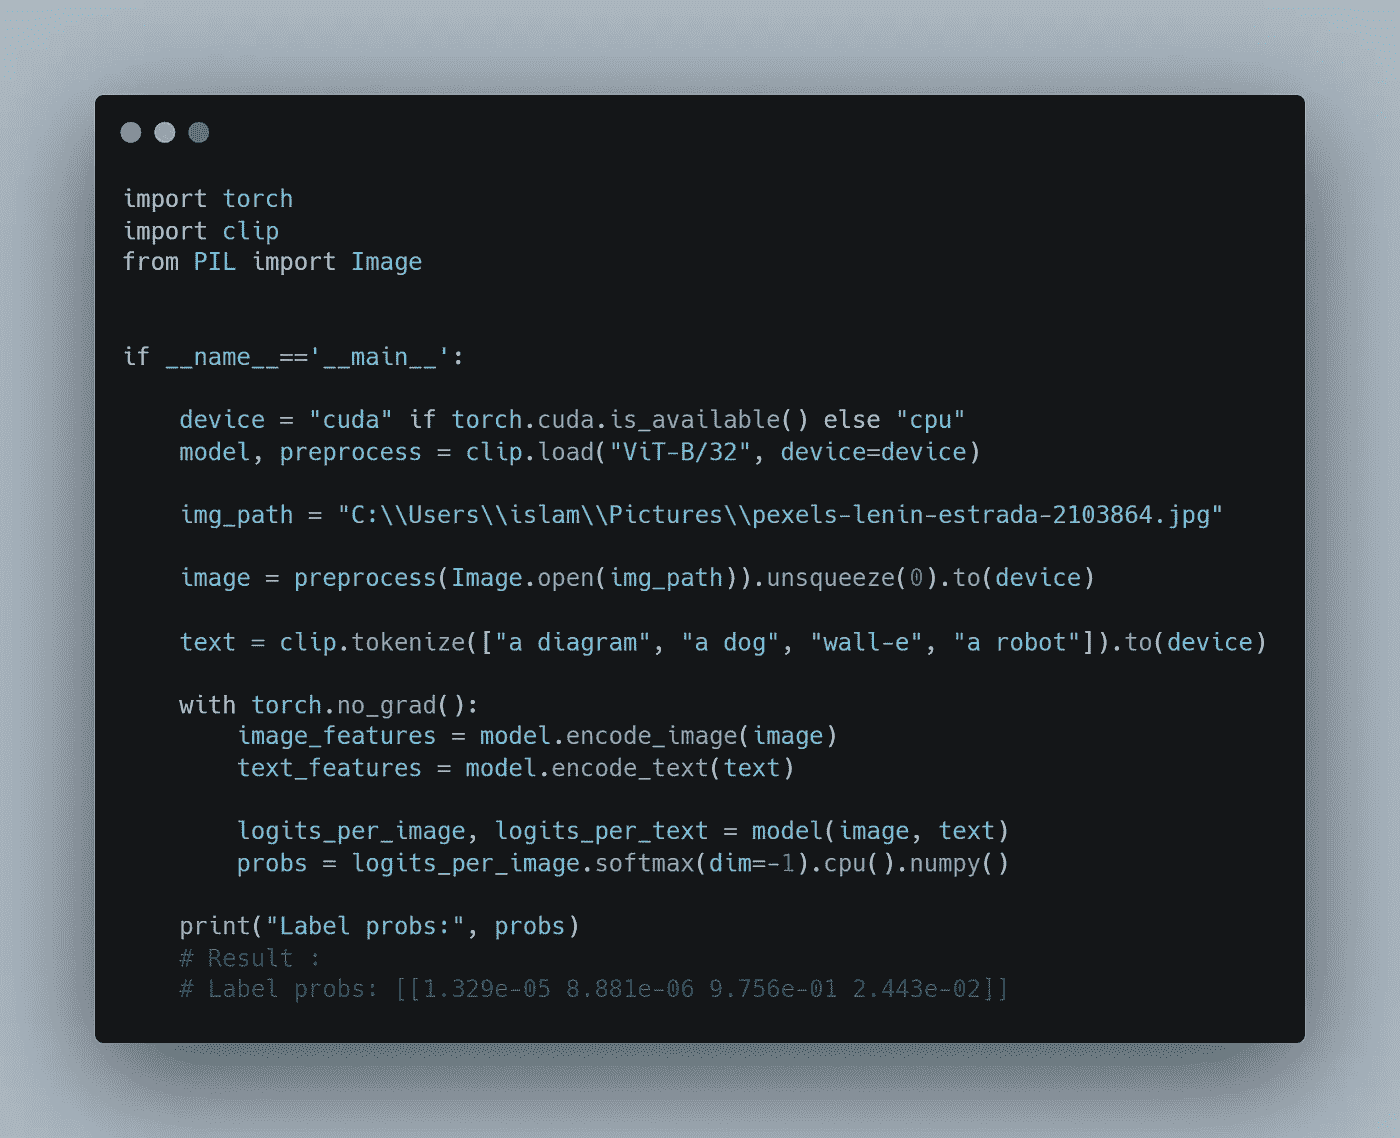 import torch
import clip
from PIL import Image
if __name__=='__main__':
device = "cuda" if torch.cuda.is_available() else "cpu"
model, preprocess = clip.load("ViT-B/32", device=device)
img_path = "C:\\Users\\islam\\Pictures\\pexels-lenin-estrada-2103864.jpg"
image = preprocess(Image.open(img_path)).unsqueeze(0).to(device)
text = clip.tokenize(["a diagram", "a dog", "wall-e", "a robot"]).to(device)
with torch.no_grad():
image_features = model.encode_image(image)
text_features = model.encode_text(text)
logits_per_image, logits_per_text = model(image, text)
probs = logits_per_image.softmax(dim=-1).cpu().numpy()
print("Label probs:", probs)
# Result :
# Label probs: [[1.329e-05 8.881e-06 9.756e-01 2.443e-02]]